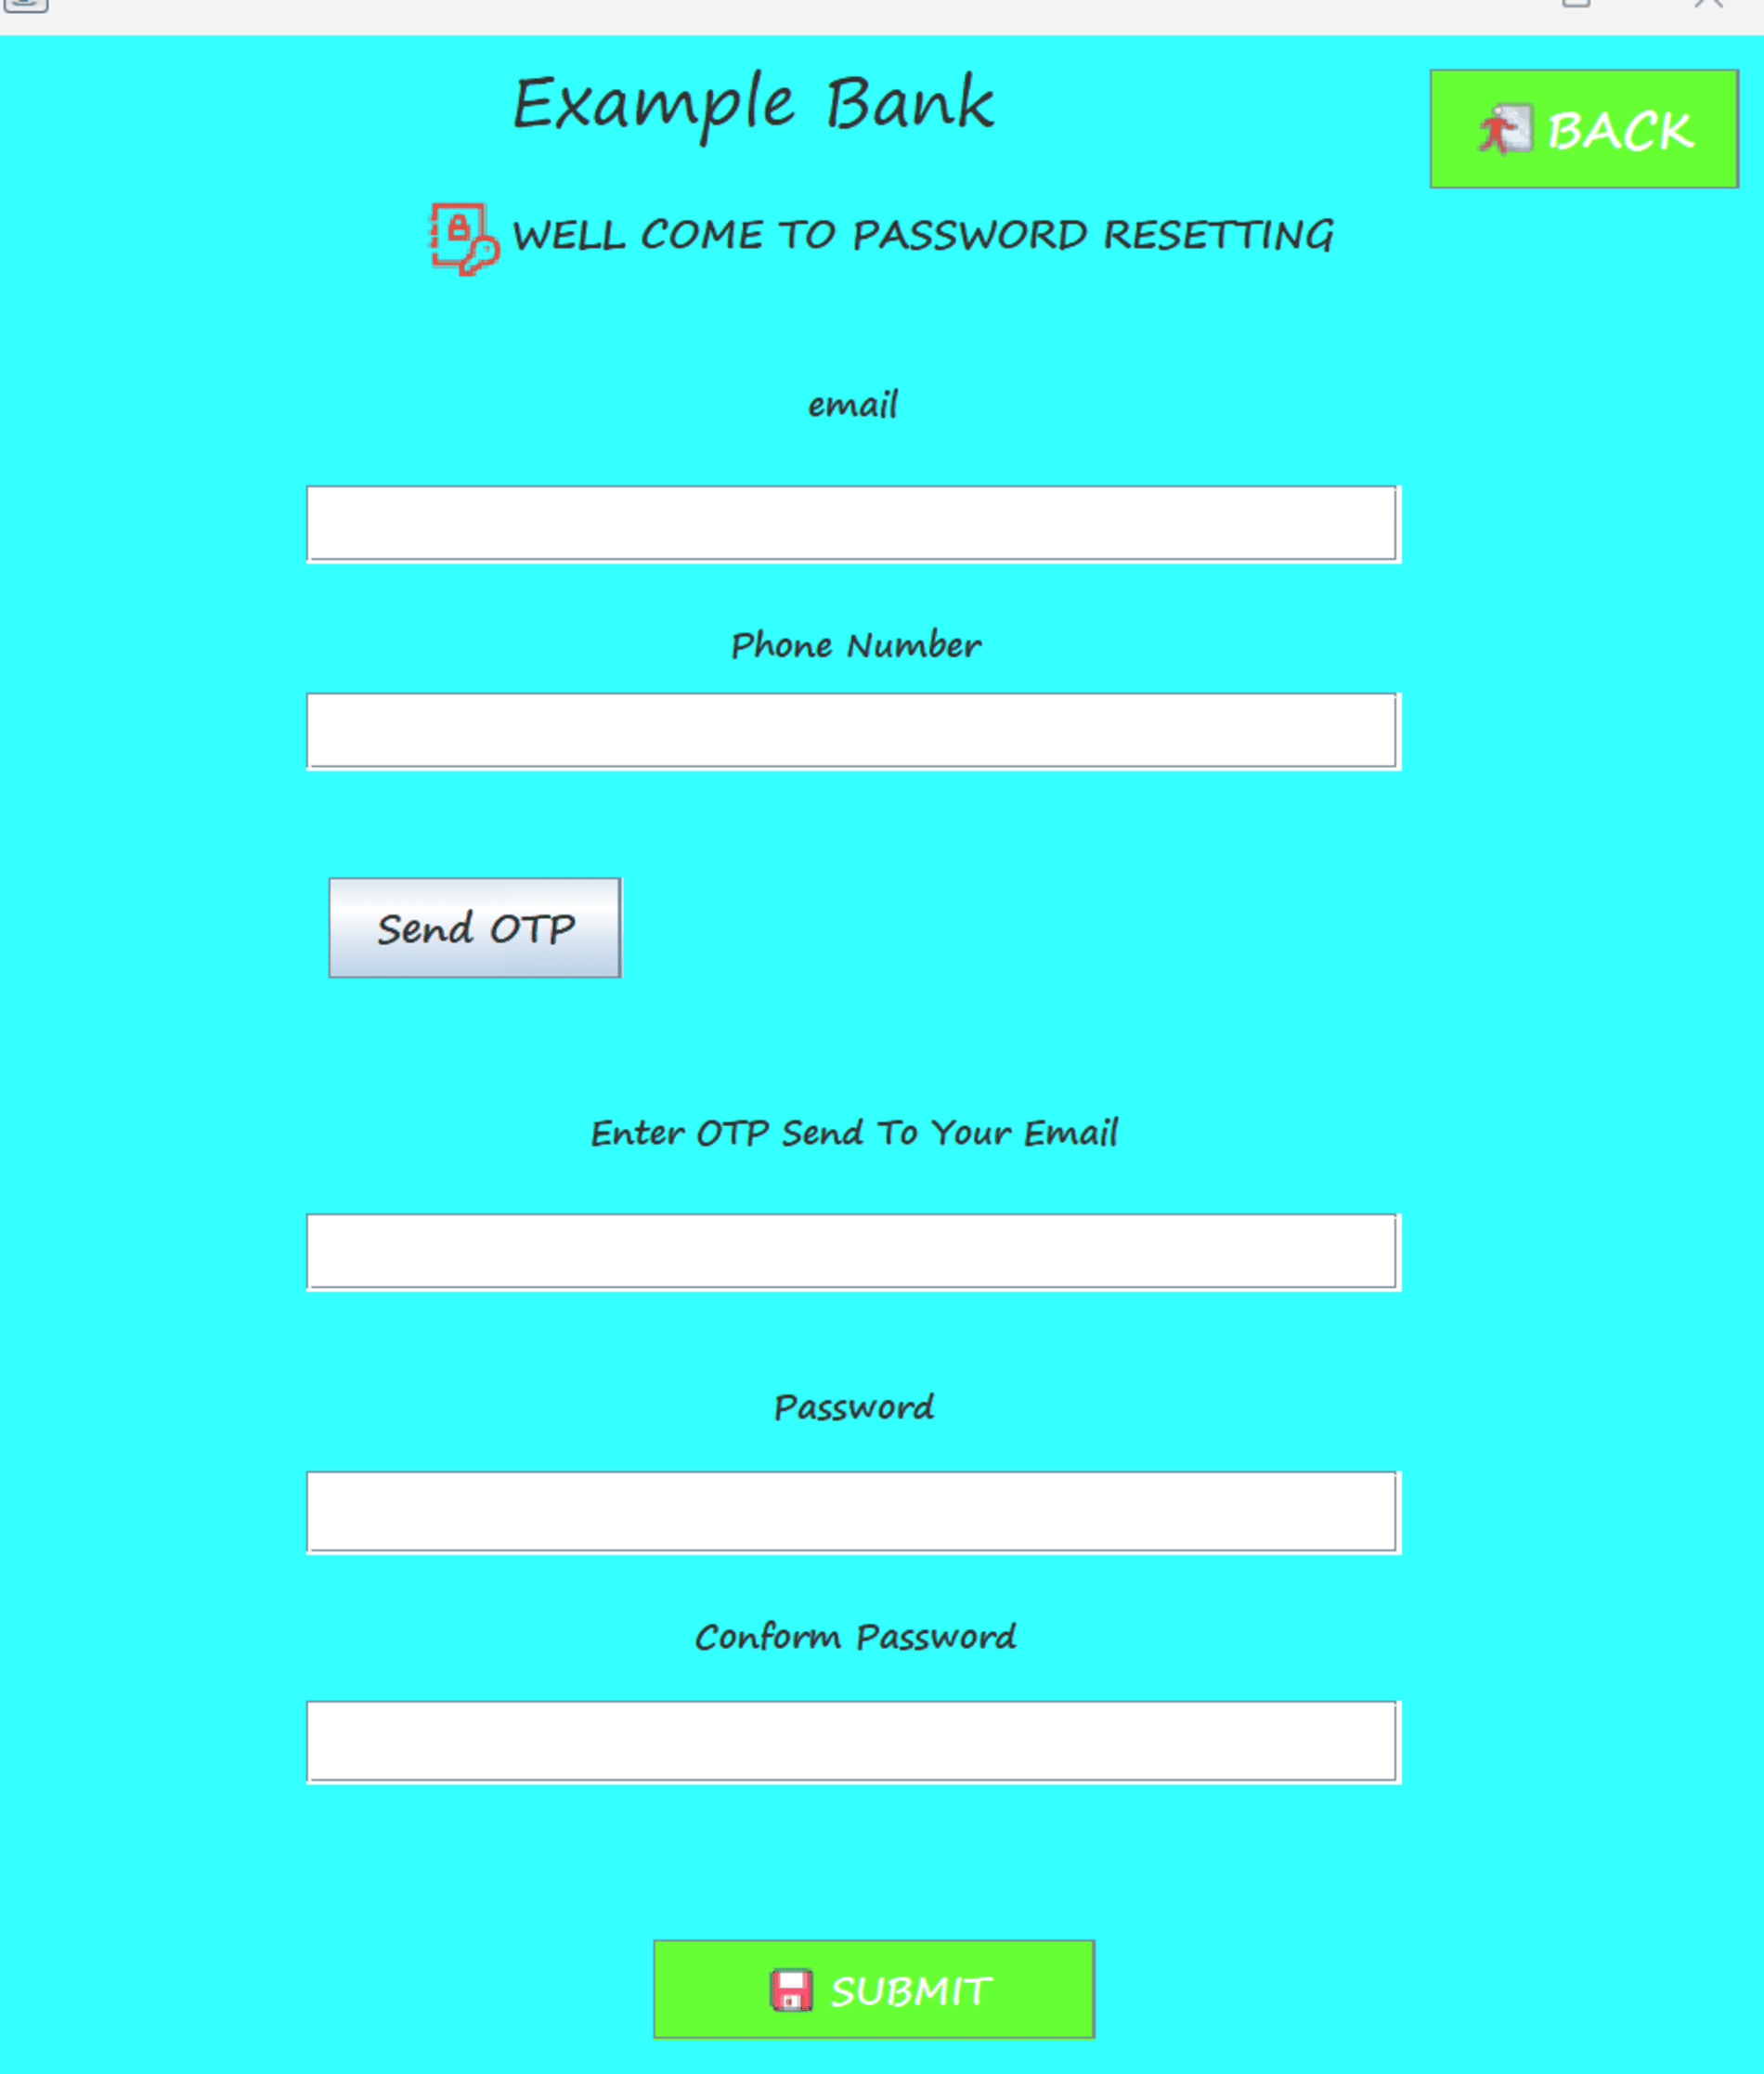 Example Bank
BACK
WELL COME TO PASSWORD RESETTING
email
Phone Number
Send OTP
Enter OTP Send To Your Email
Password
Conform Password
SUBMIT